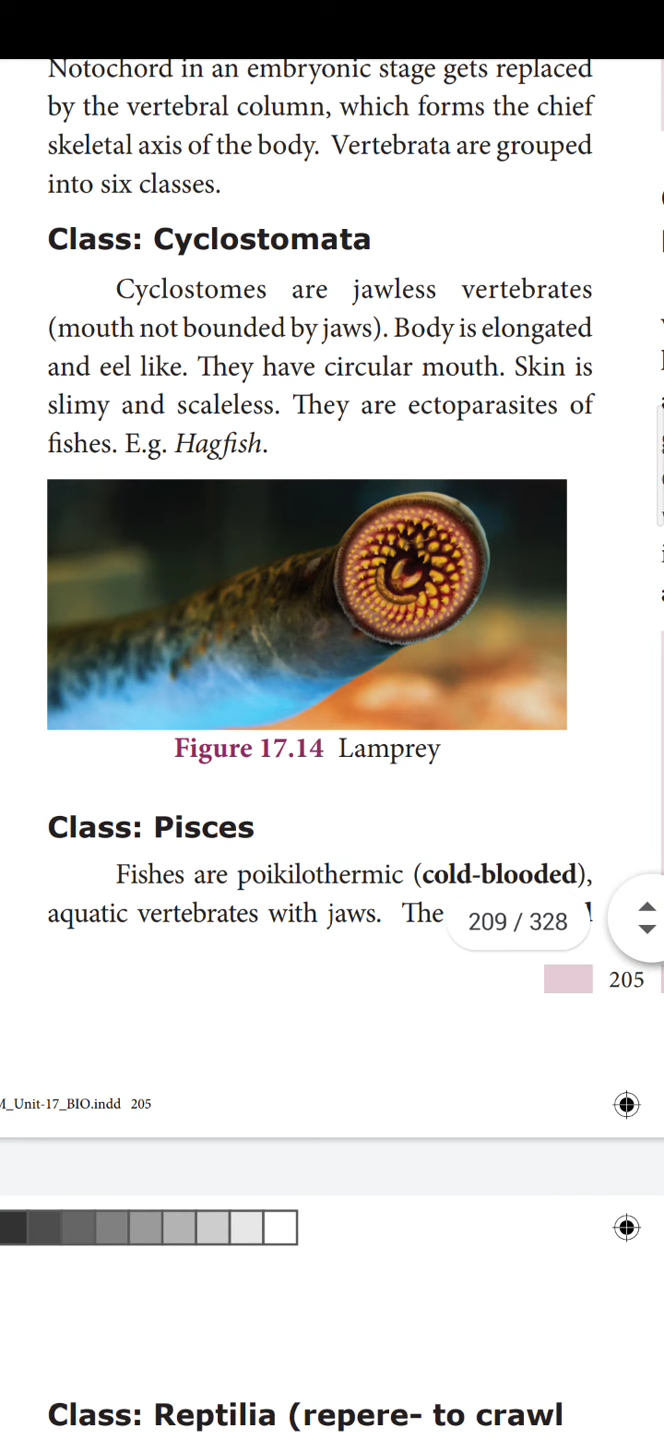 Notochord in an embryonic stage gets replaced
by the vertebral column, which forms the chief
skeletal axis of the body. Vertebrata are grouped
into six classes.
Class: Cyclostomata
Cyclostomes are jawless vertebrates
(mouth not bounded by jaws). Body is elongated
and eel like. They have circular mouth. Skin is
slimy and scaleless. They are ectoparasites of
fishes. E.g. Hagfish.
Figure 17.14 Lamprey
Class: Pisces
Fishes are poikilothermic (cold-blooded),
aquatic vertebrates with jaws. The
209 / 328
205
M_Unit-17_BIO.indd 205
Class: Reptilia (repere- to crawl